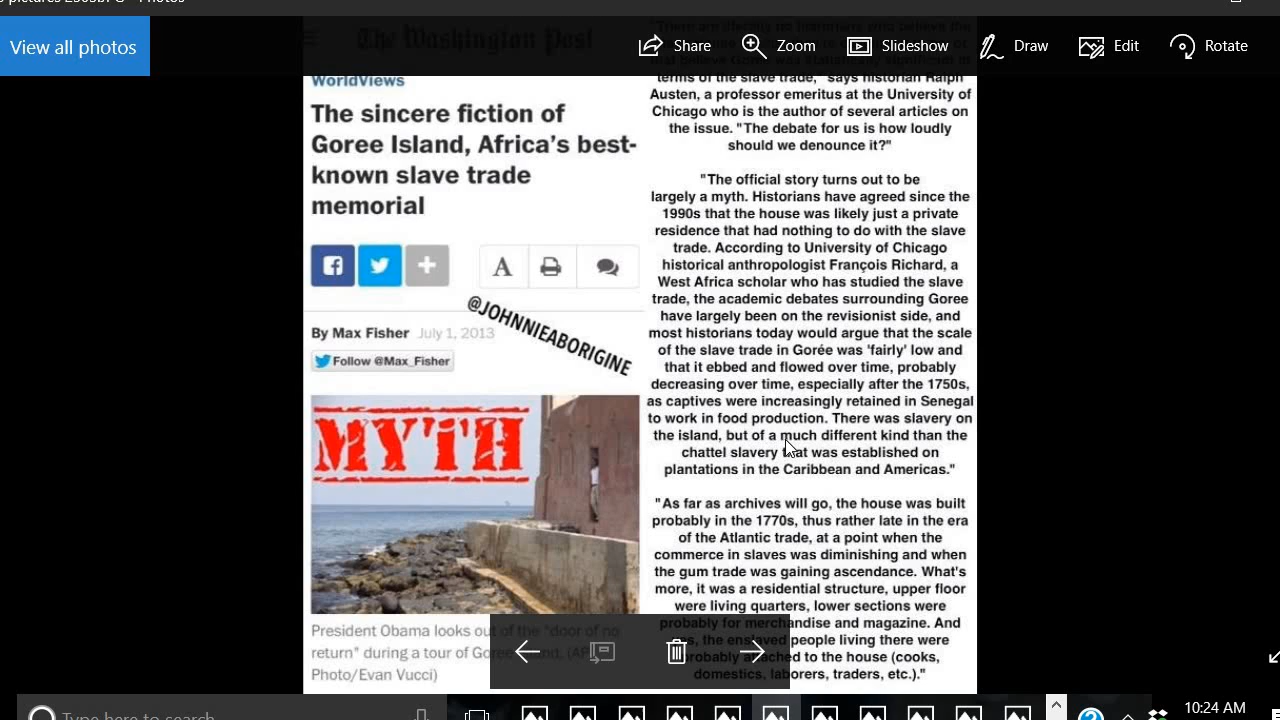 pictures
Photos
View all photos
Share
Zoom
Slideshow
Draw
Edit
Rotate
The Washington Post
WorldViews
The sincere fiction of
Goree Island, Africa's best-
known slave trade
memorial
A
@JOHNNIEABORIGINE
By Max Fisher July 1, 2013
Follow @Max_Fisher
MYTH
President Obama looks out of the "door of no
return" during a tour of Goree Island. (AP
Photo/Evan Vucci)
terms of the slave trade," says historian Ralph
Austen, a professor emeritus at the University of
Chicago who is the author of several articles on
the issue. "The debate for us is how loudly
should we denounce it?"
"The official story turns out to be
largely a myth. Historians have agreed since the
1990s that the house was likely just a private
residence that had nothing to do with the slave
trade. According to University of Chicago
historical anthropologist François Richard, a
West Africa scholar who has studied the slave
trade, the academic debates surrounding Goree
have largely been on the revisionist side, and
most historians today would argue that the scale
of the slave trade in Gorée was 'fairly' low and
that it ebbed and flowed over time, probably
decreasing over time, especially after the 1750s,
as captives were increasingly retained in Senegal
to work in food production. There was slavery on
the island, but of a much different kind than the
chattel slavery that was established on
plantations in the Caribbean and Americas."
"As far as archives will go, the house was built
probably in the 1770s, thus rather late in the era
of the Atlantic trade, at a point when the
commerce in slaves was diminishing and when
the gum trade was gaining ascendance. What's
more, it was a residential structure, upper floor
were living quarters, lower sections were
probably for merchandise and magazine. And
the enslaved people living there were
probably attached to the house (cooks,
domestics, laborers, traders, etc.)."
Type here to search
10:24 AM